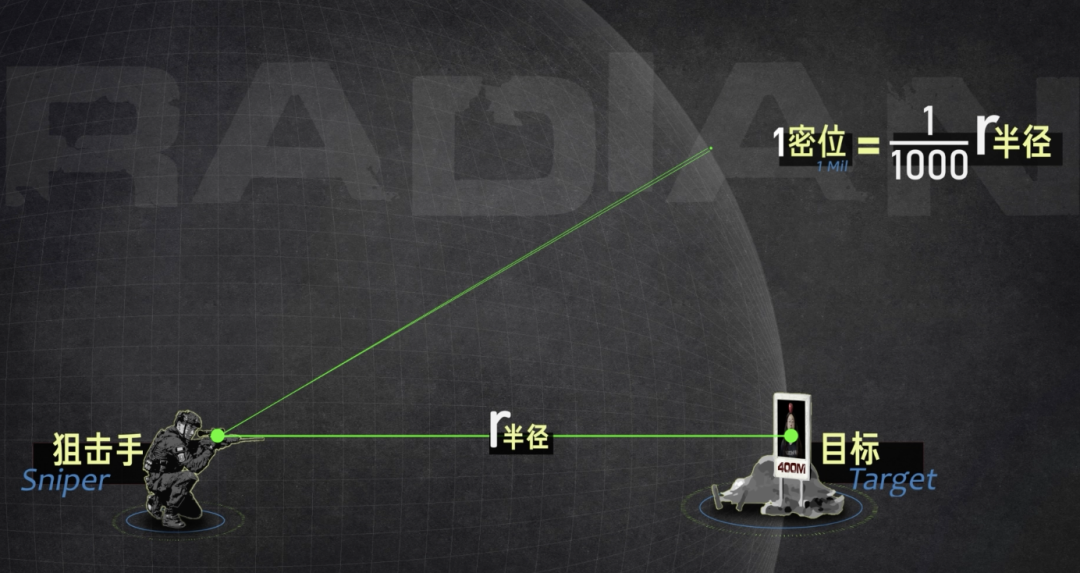 RADIAN
1密位 = 1/1000 r半径
1 Mil
r半径
狙击手
Sniper
400M
目标
Target